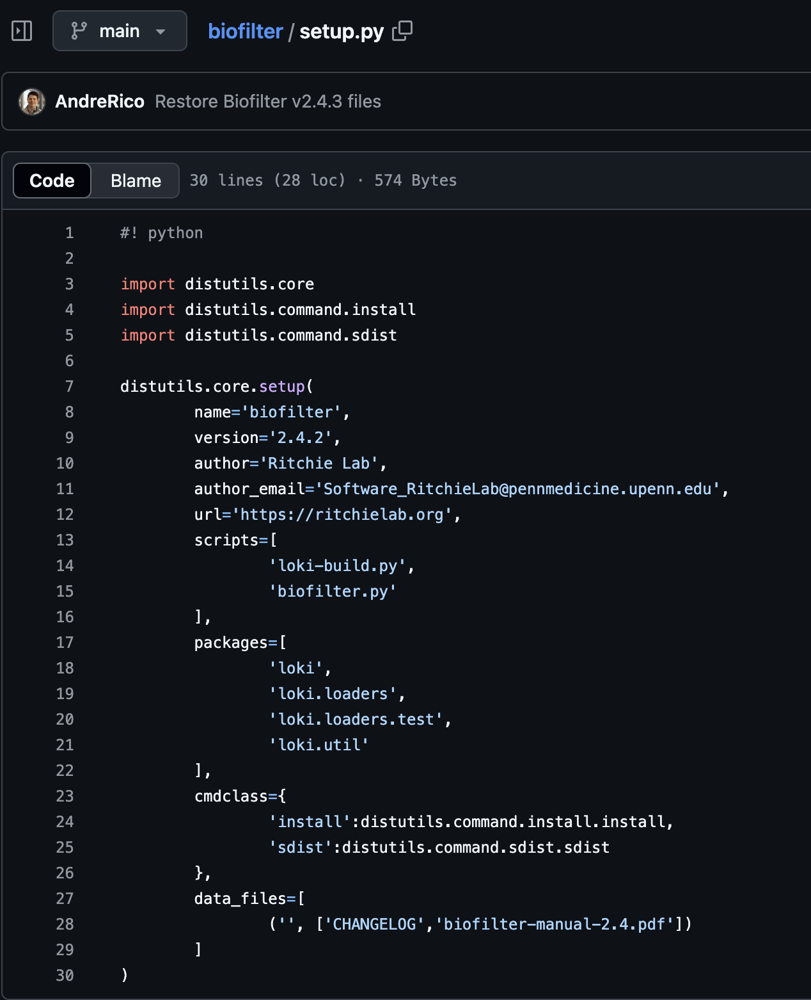 main
biofilter / setup.py
AndreRico Restore Biofilter v2.4.3 files
Code Blame 30 lines (28 loc) · 574 Bytes
1 #! python
2
3 import distutils.core
4 import distutils.command.install
5 import distutils.command.sdist
6
7 distutils.core.setup(
8 name='biofilter',
9 version='2.4.2',
10 author='Ritchie Lab',
11 author_email='Software_RitchieLab@pennmedicine.upenn.edu',
12 url='https://ritchielab.org',
13 scripts=[
14 'loki-build.py',
15 'biofilter.py'
16 ],
17 packages=[
18 'loki',
19 'loki.loaders',
20 'loki.loaders.test',
21 'loki.util'
22 ],
23 cmdclass={
24 'install':distutils.command.install.install,
25 'sdist':distutils.command.sdist.sdist
26 },
27 data_files=[
28 ('', ['CHANGELOG','biofilter-manual-2.4.pdf'])
29 ]
30 )